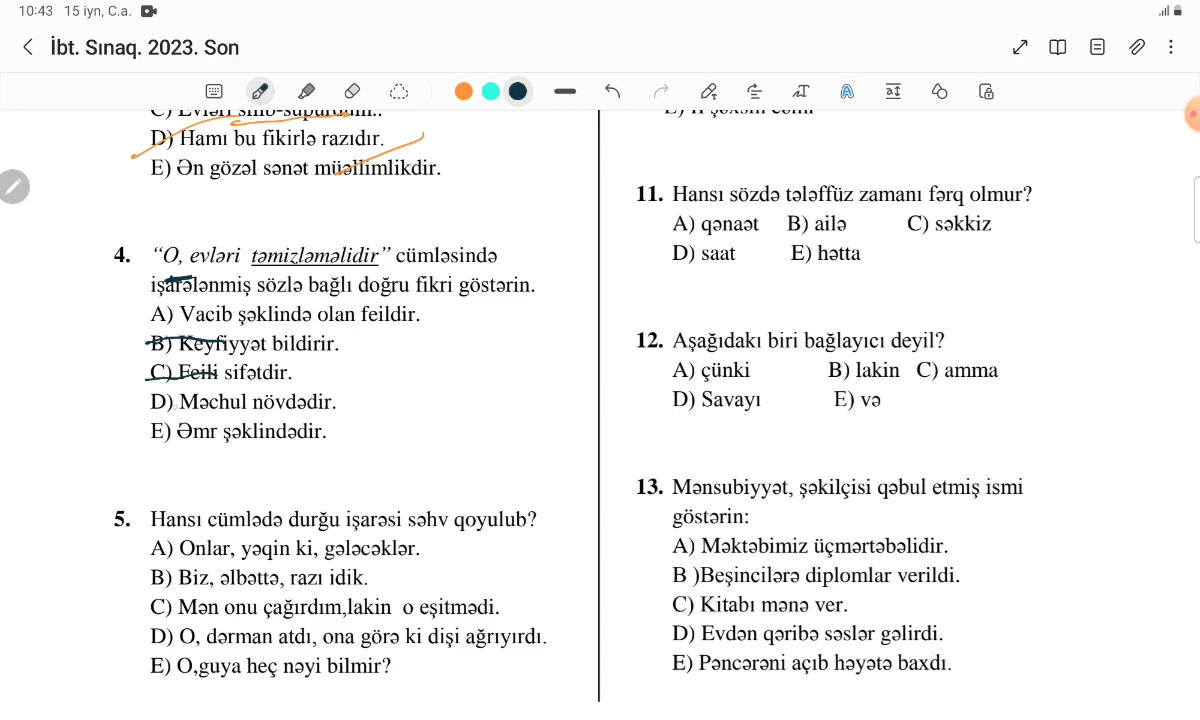 10:43 15 iyn, C.a.
İbt. Sınaq. 2023. Son
C) Evləri silib-süpürdün..
D) Hamı bu fikirlə razıdır.
E) Ən gözəl sənət müəllimlikdir.
4. “O, evləri təmizləməlidir” cümləsində
işarələnmiş sözlə bağlı doğru fikri göstərin.
A) Vacib şəklində olan feildir.
B) Keyfiyyət bildirir.
C) Feili sifətdir.
D) Məchul növdədir.
E) Əmr şəklindədir.
5. Hansı cümlədə durğu işarəsi səhv qoyulub?
A) Onlar, yəqin ki, gələcəklər.
B) Biz, əlbəttə, razı idik.
C) Mən onu çağırdım,lakin o eşitmədi.
D) O, dərman atdı, ona görə ki dişi ağrıyırdı.
E) O,guya heç nəyi bilmir?
E) II şəxsin cəmi
11. Hansı sözdə tələffüz zamanı fərq olmur?
A) qənaət B) ailə C) səkkiz
D) saat E) hətta
12. Aşağıdakı biri bağlayıcı deyil?
A) çünki B) lakin C) amma
D) Savayı E) və
13. Mənsubiyyət, şəkilçisi qəbul etmiş ismi
göstərin:
A) Məktəbimiz üçmərtəbəlidir.
B )Beşincilərə diplomlar verildi.
C) Kitabı mənə ver.
D) Evdən qəribə səslər gəlirdi.
E) Pəncərəni açıb həyətə baxdı.